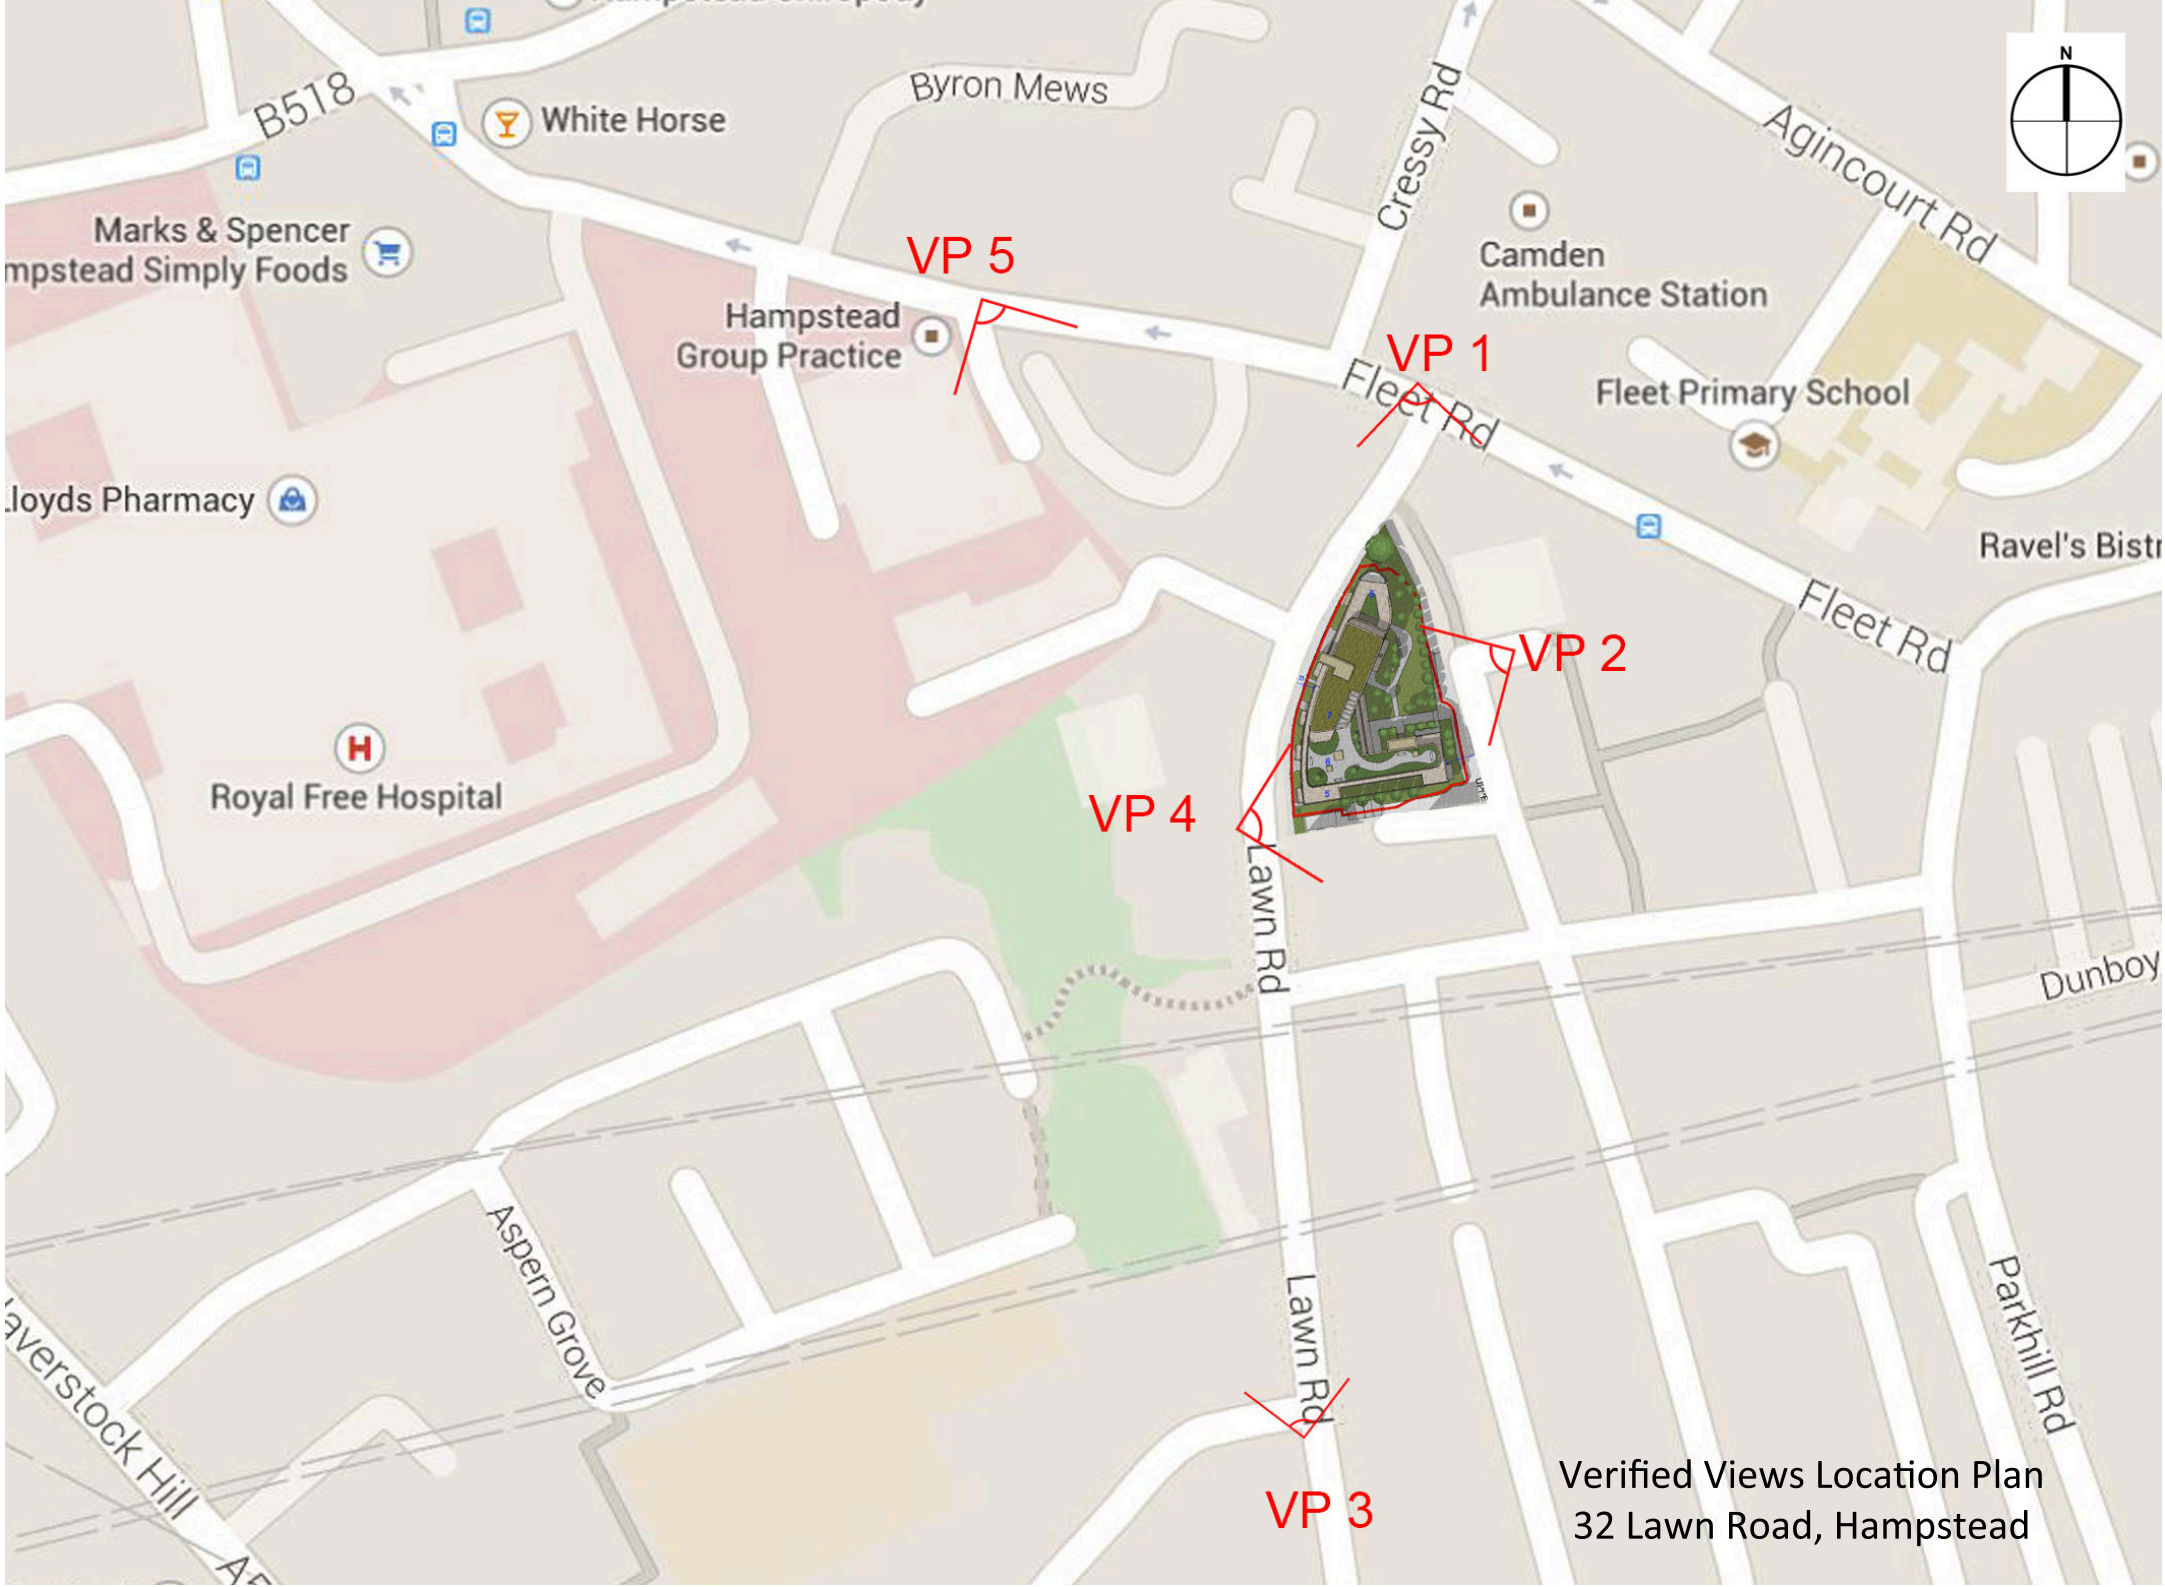 B518
White Horse
Byron Mews
Cressy Rd
Agincourt Rd
N
Marks & Spencer
mpstead Simply Foods
VP 5
Hampstead
Group Practice
Camden
Ambulance Station
VP 1
Fleet Rd
Fleet Primary School
Lloyds Pharmacy
Ravel's Bistr
Fleet Rd
VP 2
H
Royal Free Hospital
VP 4
7
6
5
Lawn Rd
Dunboy
Aspern Grove
Lawn Rd
Parkhill Rd
averstock Hill
VP 3
Verified Views Location Plan
32 Lawn Road, Hampstead